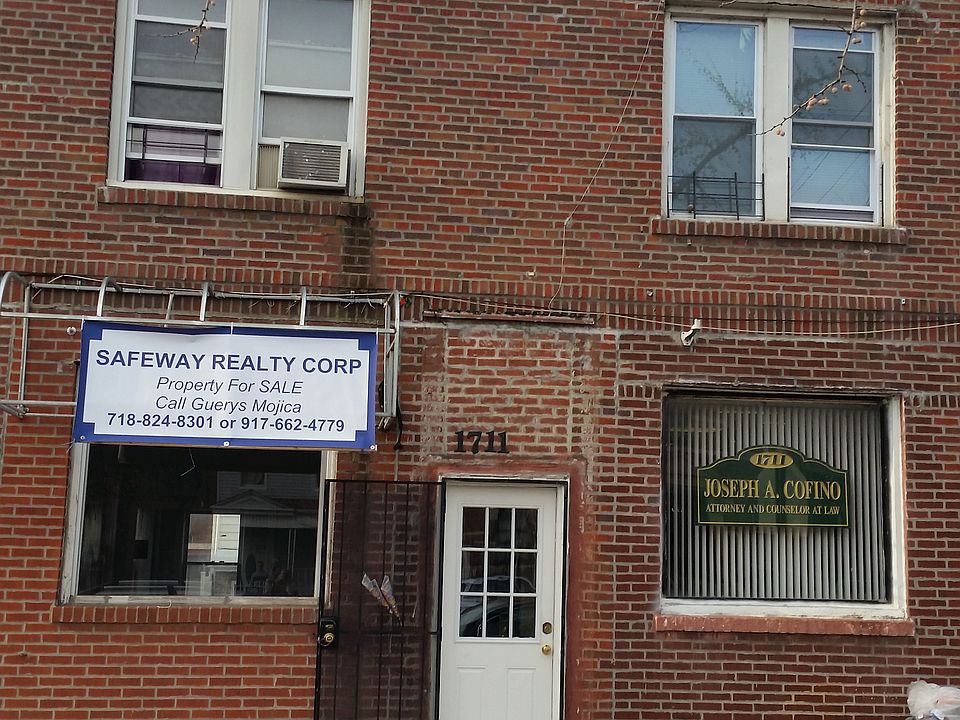 SAFEWAY REALTY CORP
Property For SALE
Call Guerys Mojica
718-824-8301 or 917-662-4779
1711
1711
JOSEPH A. COFINO
ATTORNEY AND COUNSELOR AT LAW